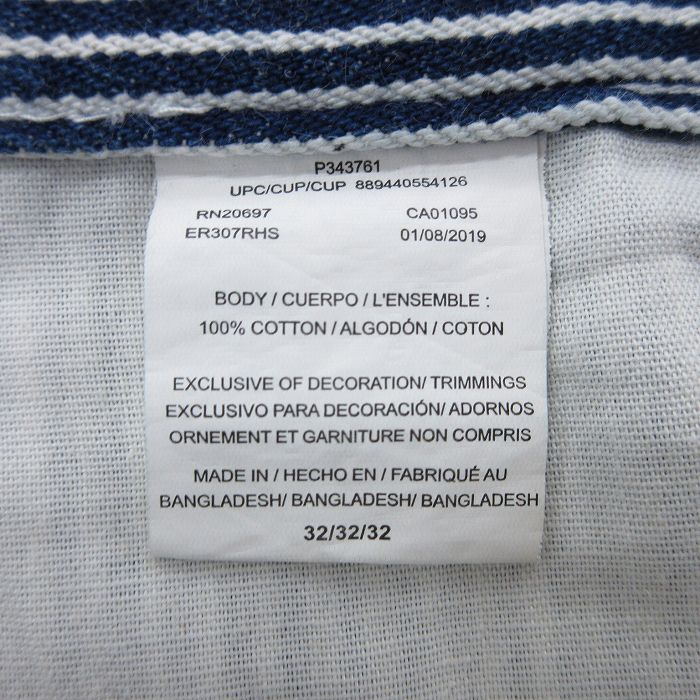 P343761
UPC/CUP/CUP 889440554126
RN20697 CA01095
ER307RHS 01/08/2019
BODY / CUERPO / L'ENSEMBLE :
100% COTTON / ALGODÓN / COTON
EXCLUSIVE OF DECORATION/ TRIMMINGS
EXCLUSIVO PARA DECORACIÓN/ ADORNOS
ORNEMENT ET GARNITURE NON COMPRIS
MADE IN / HECHO EN / FABRIQUÉ AU
BANGLADESH/ BANGLADESH/ BANGLADESH
32/32/32